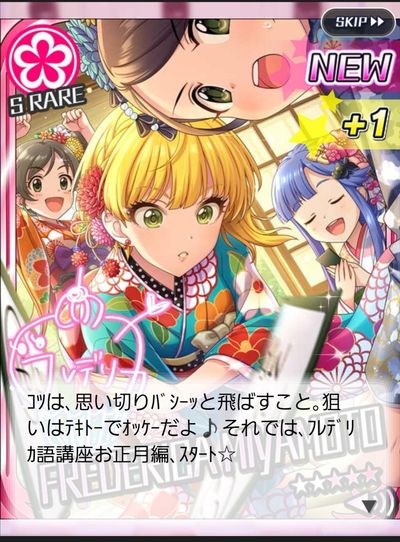 SKIP
S RARE
NEW
+1
フレデリカ
ｺﾂは、思い切りﾊﾞｼｰｯと飛ばすこと。狙
いはﾃｷﾄｰでｵｯｹｰだよ♪それでは、ﾌﾚﾃﾞﾘ
ｶ語講座お正月編、ｽﾀｰﾄ☆
FREDERICA MIYAMOTO